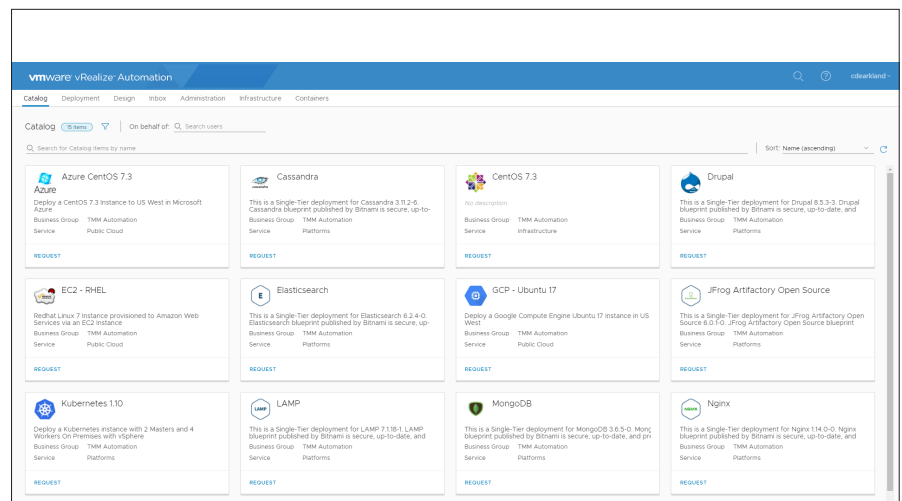 vmware vRealize Automation
cdearkland
Catalog Deployment Design Inbox Administration Infrastructure Containers
Catalog 15 items On behalf of: Search users
Search for Catalog items by name
Sort: Name (ascending)
Azure CentOS 7.3
Azure
Deploy a CentOS 7.3 Instance to US West in Microsoft
Azure
Business Group TMM Automation
Service Public Cloud
REQUEST
Cassandra
cassandra
This is a Single-Tier deployment for Cassandra 3.11.2-6.
Cassandra blueprint published by Bitnami is secure, up-to-
Business Group TMM Automation
Service Platforms
REQUEST
CentOS 7.3
No description
Business Group TMM Automation
Service Infrastructure
REQUEST
Drupal
This is a Single-Tier deployment for Drupal 8.5.3-3. Drupal
blueprint published by Bitnami is secure, up-to-date, and
Business Group TMM Automation
Service Platforms
REQUEST
EC2 - RHEL
Redhat Linux 7 Instance provisioned to Amazon Web
Services via an EC2 Instance
Business Group TMM Automation
Service Public Cloud
REQUEST
E
Elasticsearch
This is a Single-Tier deployment for Elasticsearch 6.2.4-0.
Elasticsearch blueprint published by Bitnami is secure, up-
Business Group TMM Automation
Service Platforms
REQUEST
GCP - Ubuntu 17
Deploy a Google Compute Engine Ubuntu 17 Instance in US
West
Business Group TMM Automation
Service Public Cloud
REQUEST
JFrog Artifactory Open Source
This is a Single-Tier deployment for JFrog Artifactory Open
Source 6.0.1-0. JFrog Artifactory Open Source blueprint
Business Group TMM Automation
Service Platforms
REQUEST
Kubernetes 1.10
Deploy a Kubernetes instance with 2 Masters and 4
Workers On Premises with vSphere
Business Group TMM Automation
Service Platforms
REQUEST
LAMP
LAMP
This is a Single-Tier deployment for LAMP 7.1.18-1. LAMP
blueprint published by Bitnami is secure, up-to-date, and
Business Group TMM Automation
Service Platforms
REQUEST
MongoDB
This is a Single-Tier deployment for MongoDB 3.6.5-0. Mong
blueprint published by Bitnami is secure, up-to-date, and pr
Business Group TMM Automation
Service Platforms
REQUEST
NGINX
Nginx
This is a Single-Tier deployment for Nginx 1.14.0-0. Nginx
blueprint published by Bitnami is secure, up-to-date, and
Business Group TMM Automation
Service Platforms
REQUEST